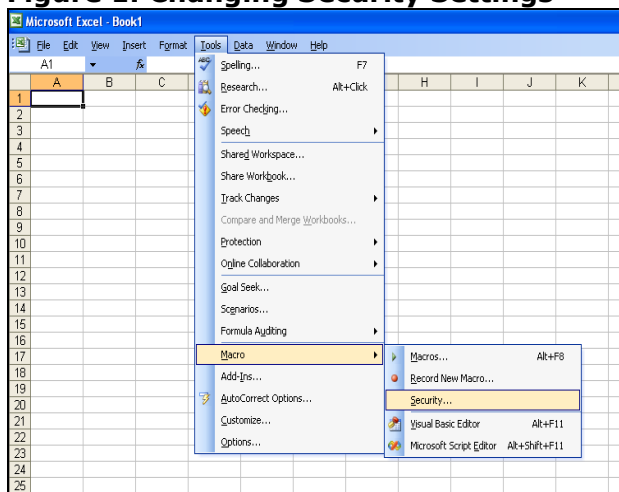 Figure 1: Changing Security Settings
Microsoft Excel - Book1
File Edit View Insert Format Tools Data Window Help
A1 fx
A B C H I J K
Spelling... F7
Research... Alt+Click
Error Checking...
Speech
Shared Workspace...
Share Workbook...
Track Changes
Compare and Merge Workbooks...
Protection
Online Collaboration
Goal Seek...
Scenarios...
Formula Auditing
Macro
Add-Ins...
AutoCorrect Options...
Customize...
Options...
Macros... Alt+F8
Record New Macro...
Security...
Visual Basic Editor Alt+F11
Microsoft Script Editor Alt+Shift+F11
1
2
3
4
5
6
7
8
9
10
11
12
13
14
15
16
17
18
19
20
21
22
23
24
25